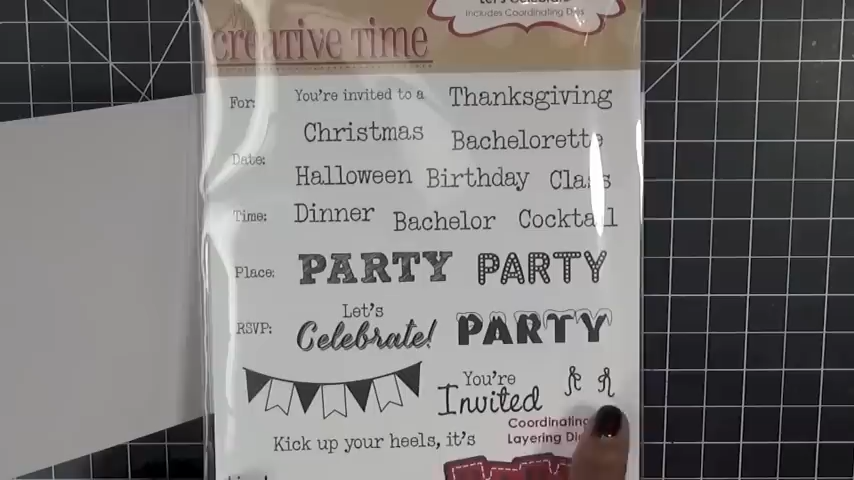 creative time
Let's Celebrate
Includes Coordinating Dies
For:
You're invited to a
Thanksgiving
Christmas
Bachelorette
Date:
Halloween
Birthday
Class
Time:
Dinner
Bachelor
Cocktail
Place:
PARTY
PARTY
RSVP:
Let's
Celebrate!
PARTY
You're
Invited
Kick up your heels, it's
Coordinating
Layering